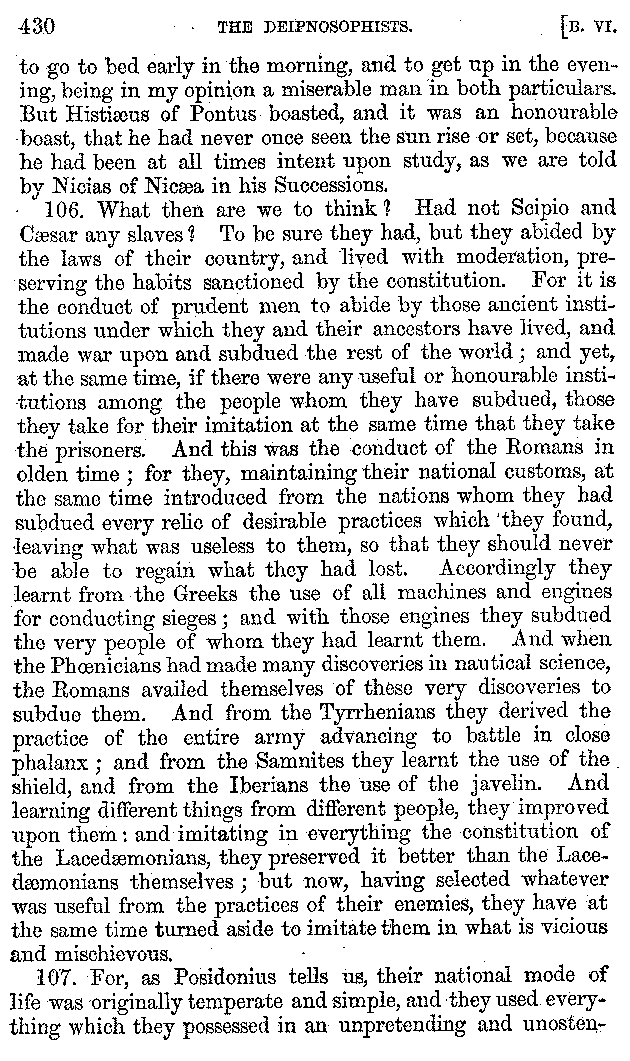 430 THE DEIPNOSOPHISTS. [B. VI.
to go to bed early in the morning, and to get up in the even-
ing, being in my opinion a miserable man in both particulars.
But Histiæus of Pontus boasted, and it was an honourable
boast, that he had never once seen the sun rise or set, because
he had been at all times intent upon study, as we are told
by Nicias of Nicæa in his Successions.
106. What then are we to think? Had not Scipio and
Cæsar any slaves? To be sure they had, but they abided by
the laws of their country, and lived with moderation, pre-
serving the habits sanctioned by the constitution. For it is
the conduct of prudent men to abide by those ancient insti-
tutions under which they and their ancestors have lived, and
made war upon and subdued the rest of the world; and yet,
at the same time, if there were any useful or honourable insti-
tutions among the people whom they have subdued, those
they take for their imitation at the same time that they take
the prisoners. And this was the conduct of the Romans in
olden time; for they, maintaining their national customs, at
the same time introduced from the nations whom they had
subdued every relic of desirable practices which they found,
leaving what was useless to them, so that they should never
be able to regain what they had lost. Accordingly they
learnt from the Greeks the use of all machines and engines
for conducting sieges; and with those engines they subdued
the very people of whom they had learnt them. And when
the Phœnicians had made many discoveries in nautical science,
the Romans availed themselves of these very discoveries to
subdue them. And from the Tyrrhenians they derived the
practice of the entire army advancing to battle in close
phalanx; and from the Samnites they learnt the use of the
shield, and from the Iberians the use of the javelin. And
learning different things from different people, they improved
upon them: and imitating in everything the constitution of
the Lacedæmonians, they preserved it better than the Lace-
dæmonians themselves; but now, having selected whatever
was useful from the practices of their enemies, they have at
the same time turned aside to imitate them in what is vicious
and mischievous.
107. For, as Posidonius tells us, their national mode of
life was originally temperate and simple, and they used every-
thing which they possessed in an unpretending and unosten-